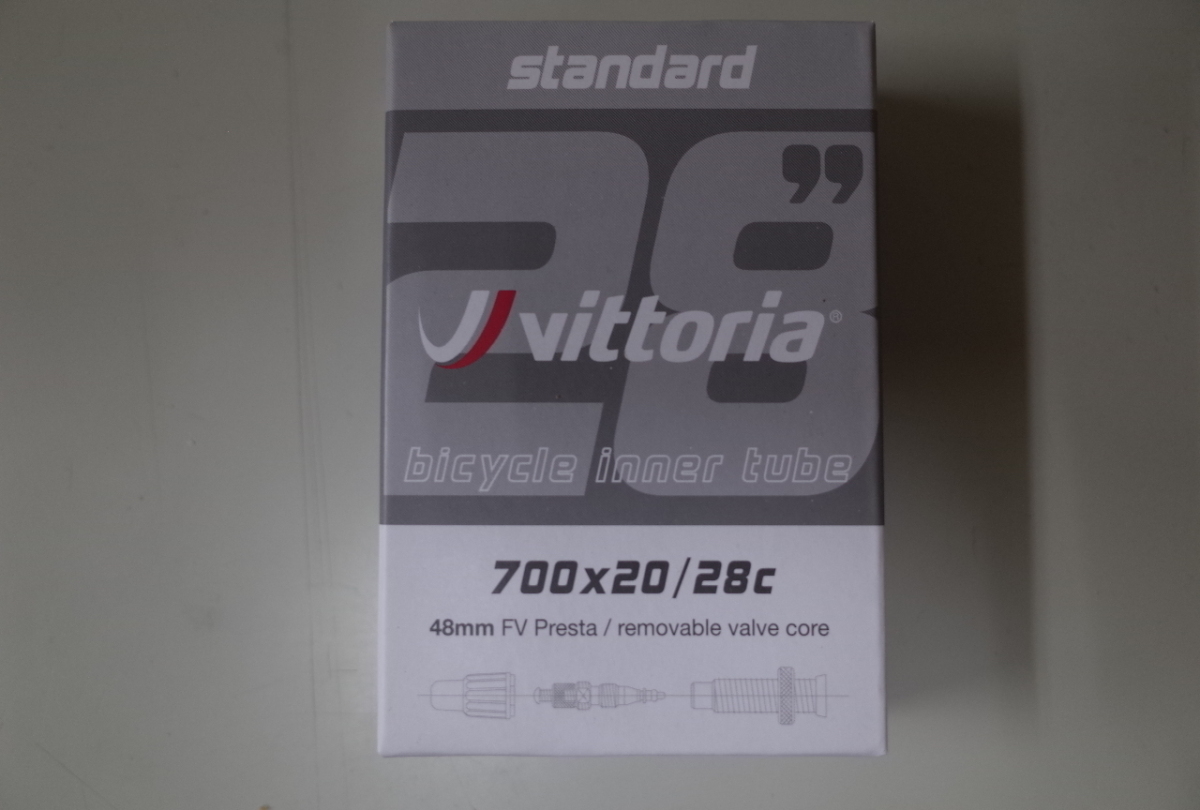 standard
28”
vittoria®
bicycle inner tube
700x20/28c
48mm FV Presta / removable valve core